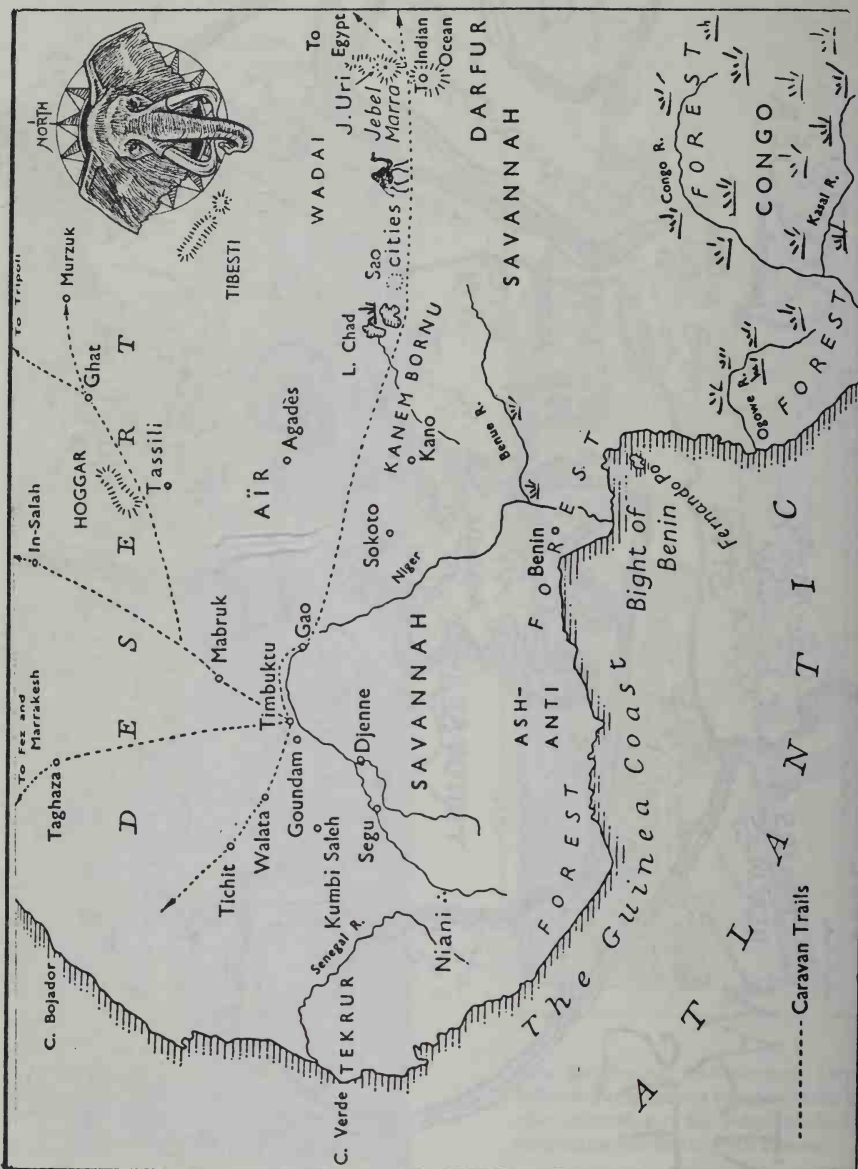 To Fez and
Marrakesh
To Tripoli
NORTH
C. Bojador
Taghaza
In-Salah
Ghat
Murzuk
DESERT
HOGGAR
Tassili
TIBESTI
Tichit
Walata
Mabruk
AÏR
Agadès
WADAI
To
Egypt
J. Uri
Jebel
Marra
To Indian
Ocean
Timbuktu
Gao
Goundam
Kumbi Saleh
Senegal R.
TEKRUR
C. Verde
Segu
Djenne
Niani
Niger
Sokoto
Kano
KANEM BORNU
L. Chad
Sao
cities
DARFUR
SAVANNAH
SAVANNAH
Benue R.
ASH-
ANTI
FOREST
FOREST
Benin
The Guinea Coast
Bight of
Benin
Fernando Po
Congo R.
FOREST
CONGO
Kasai R.
Ogowe R.
FOREST
ATLANTIC
Caravan Trails